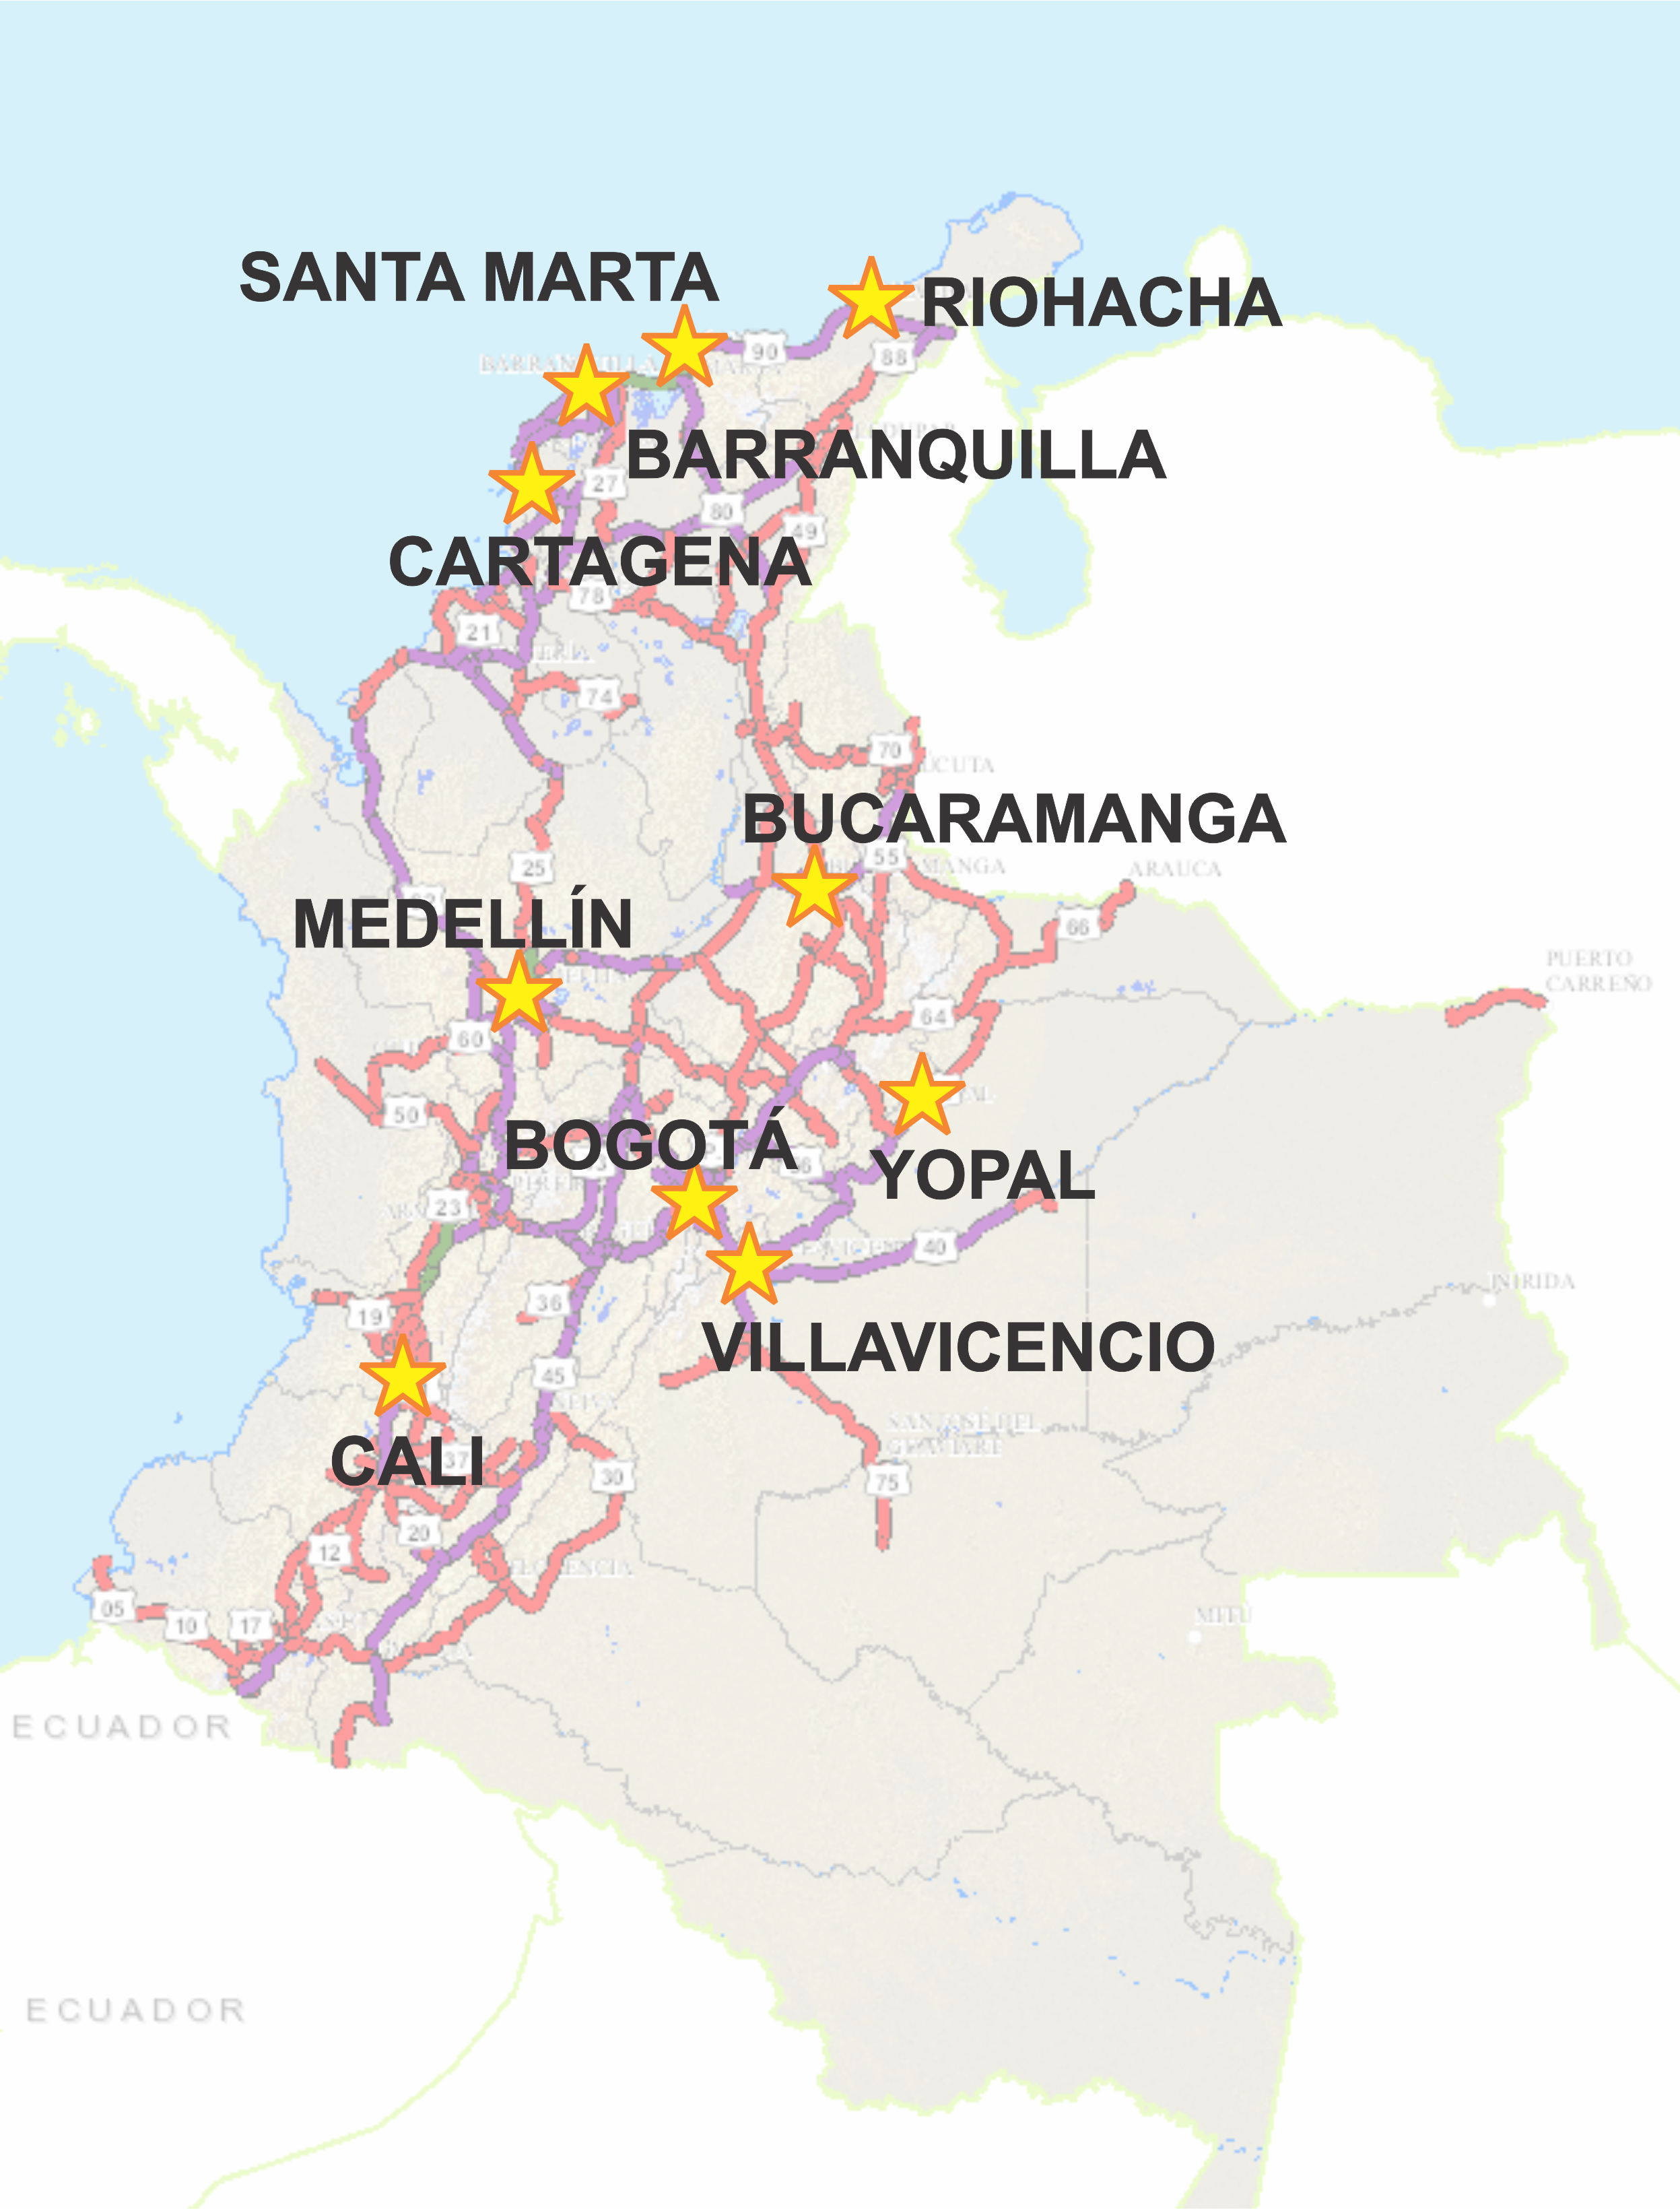 SANTA MARTA
RIOHACHA
90
88
BARRANQUILLA
27
80
49
CARTAGENA
78
21
74
70
BUCARAMANGA
55
ARAUCA
25
66
MEDELLÍN
PUERTO
CARREÑO
64
60
50
BOGOTÁ
YOPAL
23
40
INIRIDA
19
36
VILLAVICENCIO
45
SAN JOSÉ DEL
GUAVIARE
CALI
37
30
75
20
12
FLORENCIA
05
10
17
MITU
ECUADOR
ECUADOR